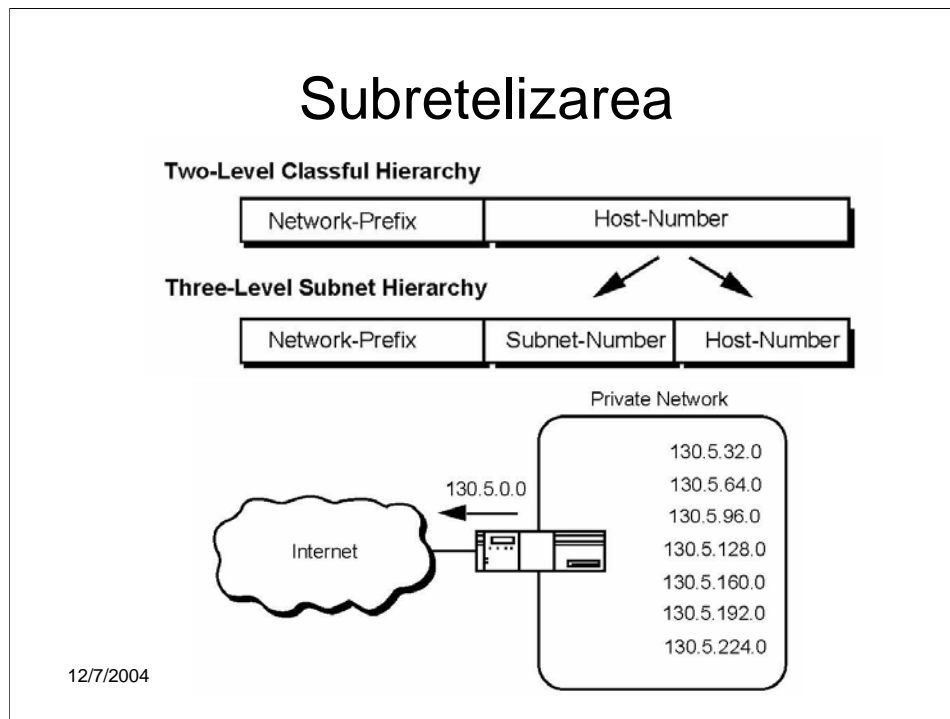 Subretelizarea
Two-Level Classful Hierarchy
Network-Prefix Host-Number
Three-Level Subnet Hierarchy
Network-Prefix Subnet-Number Host-Number
Private Network
130.5.32.0
130.5.0.0 130.5.64.0
130.5.96.0
Internet 130.5.128.0
130.5.160.0
130.5.192.0
130.5.224.0
12/7/2004